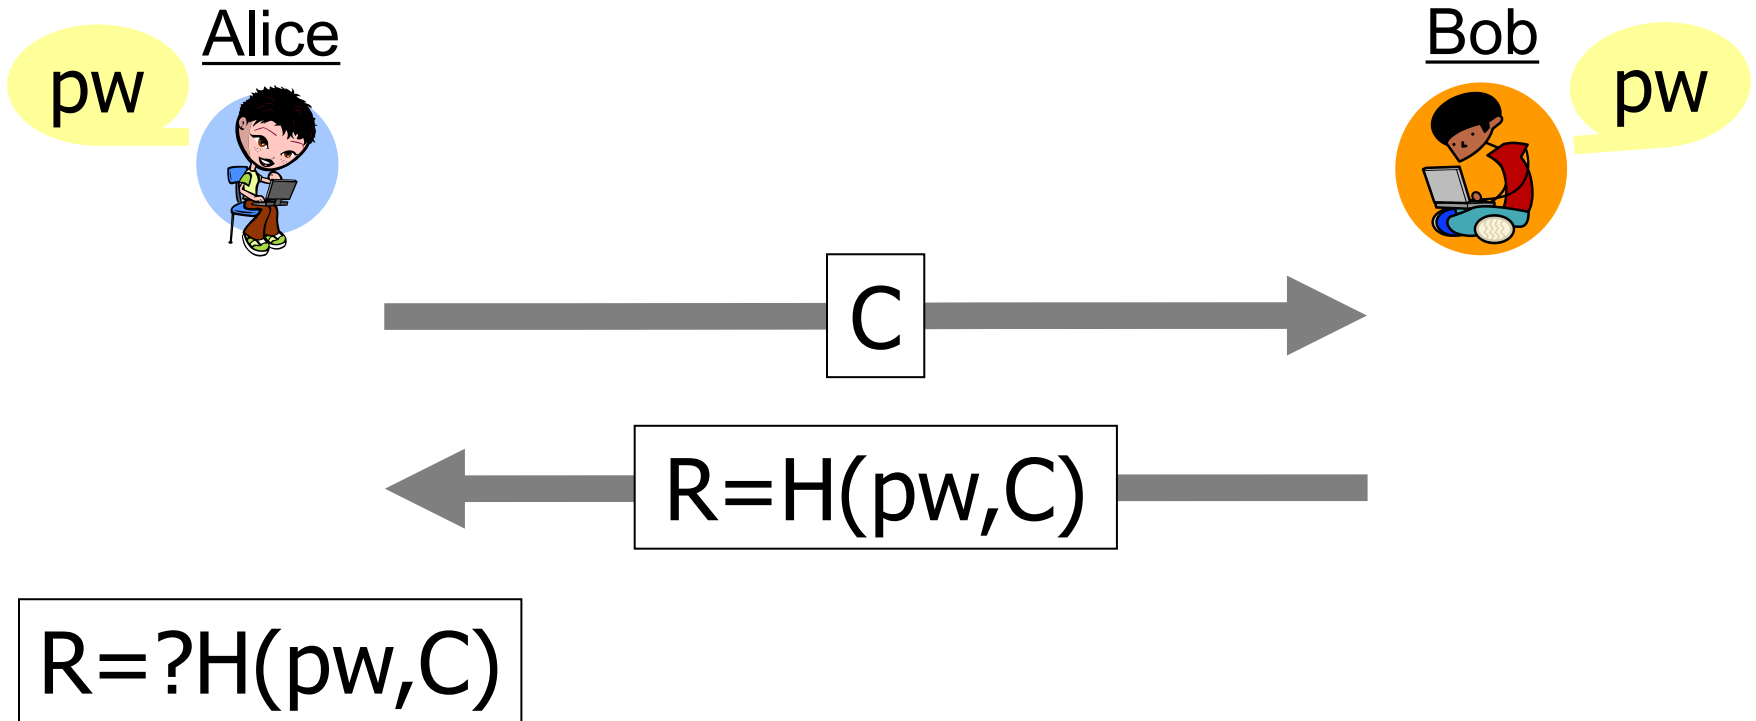 Alice
Bob
pw
pw
C
R=H(pw,C)
R=?H(pw,C)